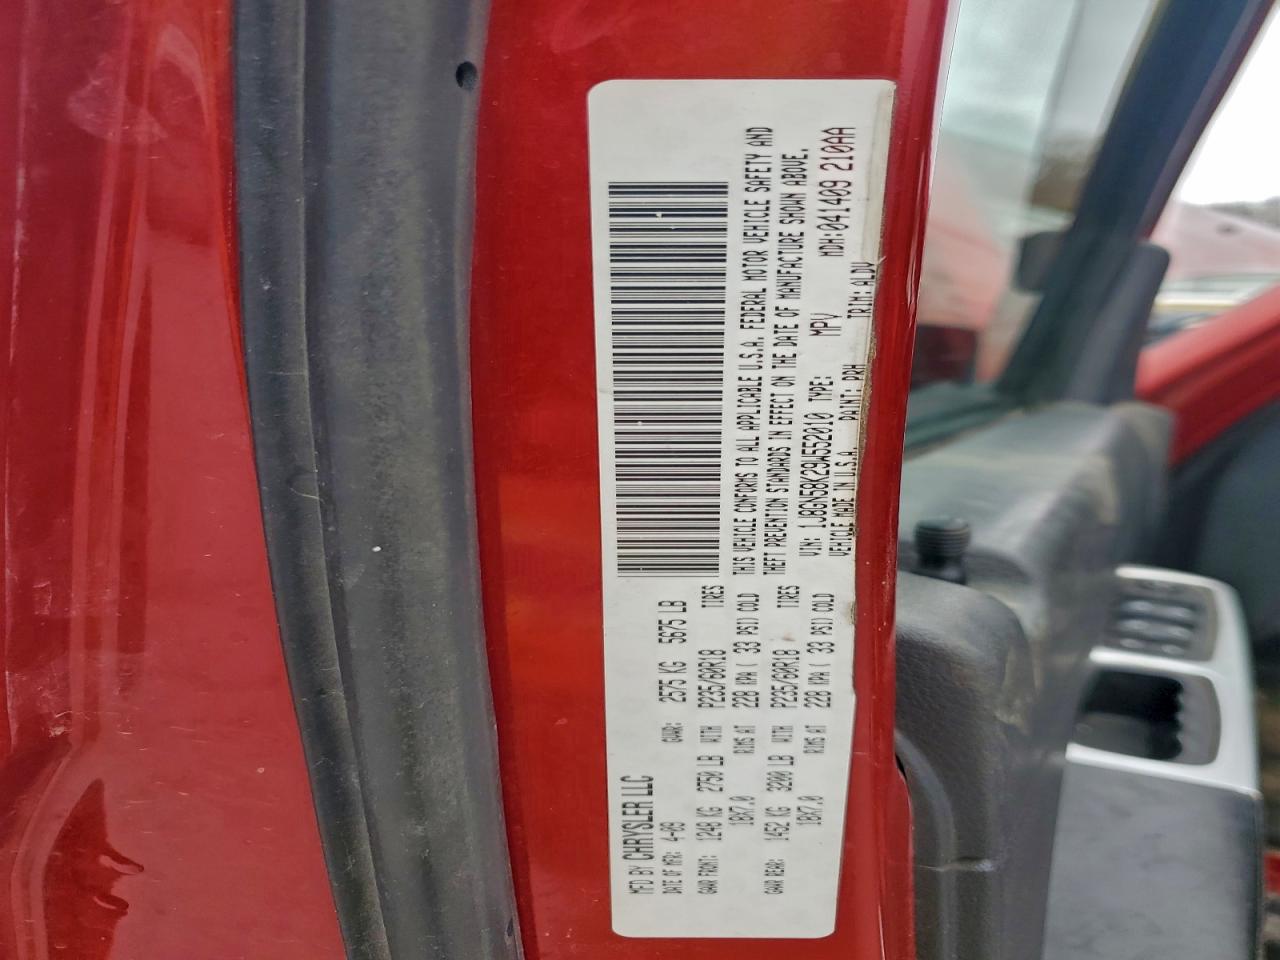 MFD BY CHRYSLER LLC
DATE OF MFR: 4-09 GVWR: 2575 KG 5675 LB
GAWR FRONT: 1248 KG 2750 LB WITH P235/60R18 TIRES
18X7.0 RIMS AT 228 KPA ( 33 PSI) COLD
GAWR REAR: 1452 KG 3200 LB WITH P235/60R18 TIRES
18X7.0 RIMS AT 228 KPA ( 33 PSI) COLD
THIS VEHICLE CONFORMS TO ALL APPLICABLE U.S.A. FEDERAL MOTOR VEHICLE SAFETY AND
THEFT PREVENTION STANDARDS IN EFFECT ON THE DATE OF MANUFACTURE SHOWN ABOVE.
VIN: 1J8GN58K29W552010 TYPE: MPV MDH:041409 210AA
VEHICLE MADE IN U.S.A. PAINT: PRH TRIM:ALDV